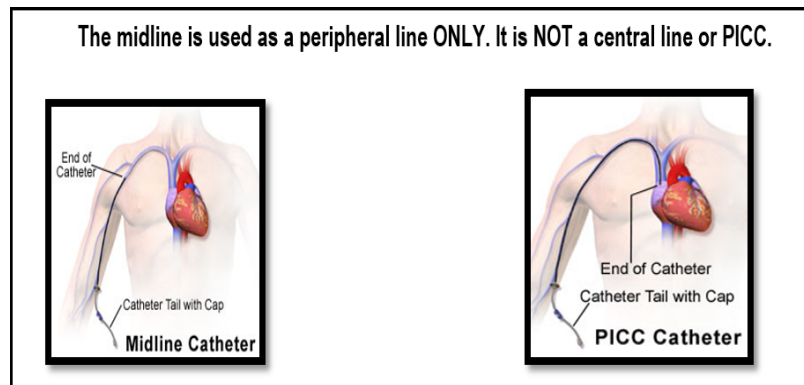 The midline is used as a peripheral line ONLY. It is NOT a central line or PICC.
End of
Catheter
Catheter Tail with Cap
Midline Catheter
End of Catheter
Catheter Tail with Cap
PICC Catheter